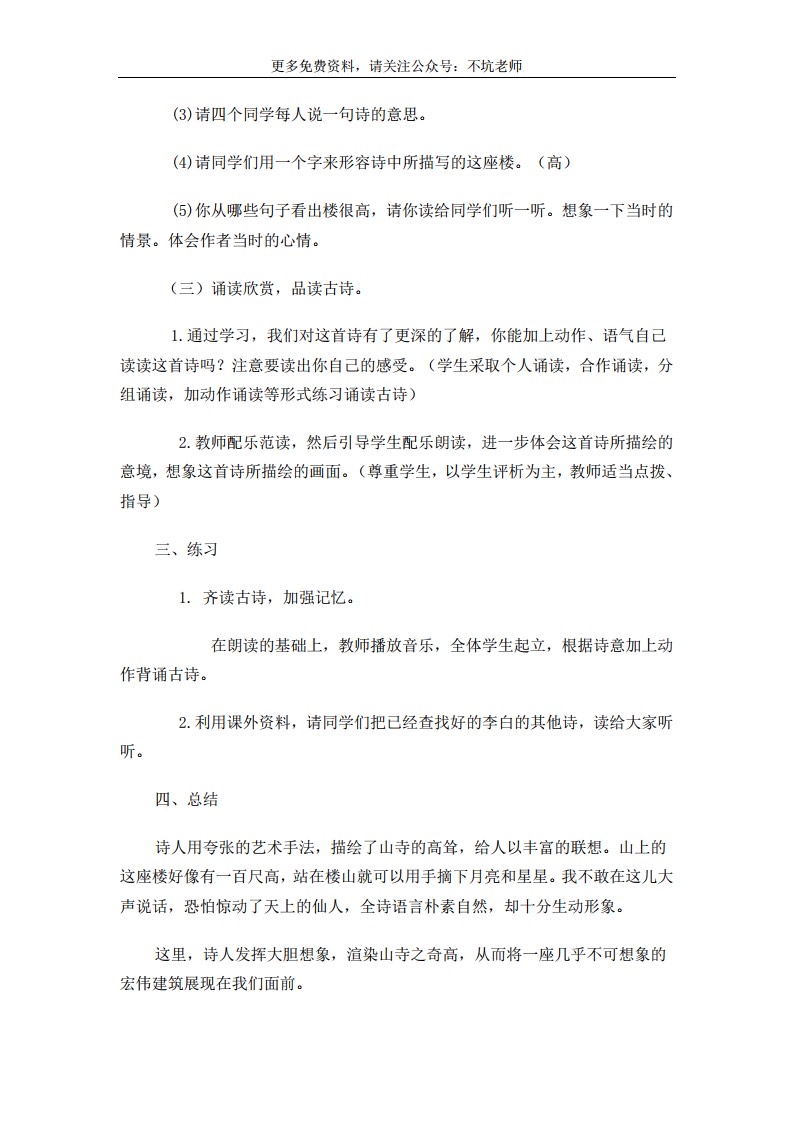 更多免费资料，请关注公众号：不坑老师
(3)请四个同学每人说一句诗的意思。
(4)请同学们用一个字来形容诗中所描写的这座楼。（高）
(5)你从哪些句子看出楼很高，请你读给同学们听一听。想象一下当时的
情景。体会作者当时的心情。
（三）诵读欣赏，品读古诗。
1.通过学习，我们对这首诗有了更深的了解，你能加上动作、语气自己
读读这首诗吗？注意要读出你自己的感受。（学生采取个人诵读，合作诵读，分
组诵读，加动作诵读等形式练习诵读古诗）
2.教师配乐范读，然后引导学生配乐朗读，进一步体会这首诗所描绘的
意境，想象这首诗所描绘的画面。（尊重学生，以学生评析为主，教师适当点拨、
指导）
三、练习
1. 齐读古诗，加强记忆。
在朗读的基础上，教师播放音乐，全体学生起立，根据诗意加上动
作背诵古诗。
2.利用课外资料，请同学们把已经查找好的李白的其他诗，读给大家听
听。
四、总结
诗人用夸张的艺术手法，描绘了山寺的高耸，给人以丰富的联想。山上的
这座楼好像有一百尺高，站在楼山就可以用手摘下月亮和星星。我不敢在这儿大
声说话，恐怕惊动了天上的仙人，全诗语言朴素自然，却十分生动形象。
这里，诗人发挥大胆想象，渲染山寺之奇高，从而将一座几乎不可想象的
宏伟建筑展现在我们面前。